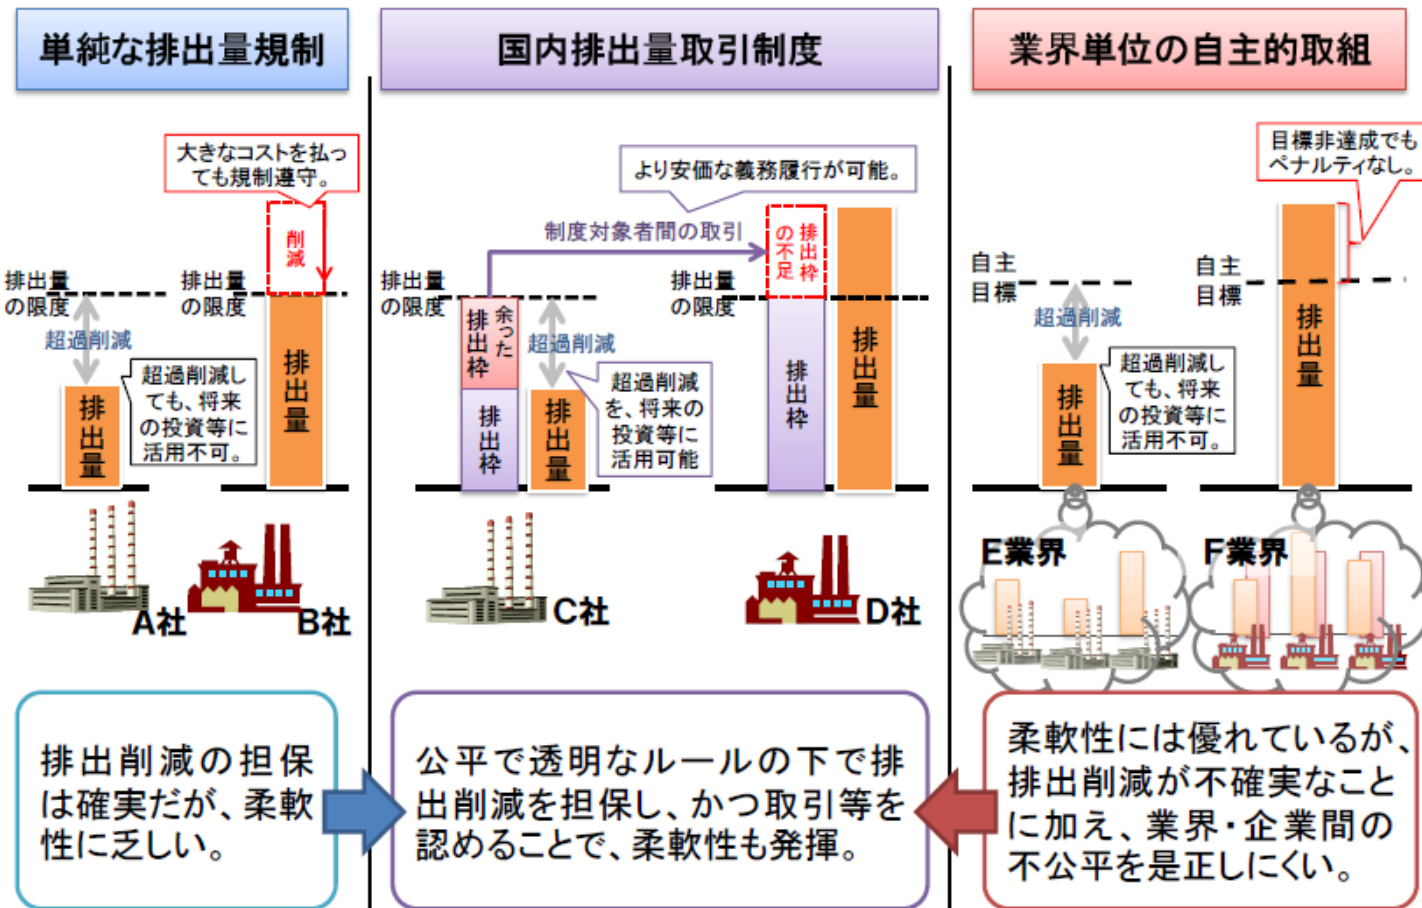 単純な排出量規制
大きなコストを払っ
ても規制遵守。
削減
排出量
の限度
排出量
の限度
超過削減
超過削減し
ても、将来
の投資等に
活用不可。
排出量
排出量
A社
B社
排出削減の担保
は確実だが、柔軟
性に乏しい。
国内排出量取引制度
より安価な義務履行が可能。
制度対象者間の取引
排出枠
の不足
排出量
の限度
排出量
の限度
余った
排出枠
超過削減
超過削減
を、将来の
投資等に
活用可能
排出枠
排出量
排出枠
排出量
C社
D社
公平で透明なルールの下で排
出削減を担保し、かつ取引等を
認めることで、柔軟性も発揮。
業界単位の自主的取組
目標非達成でも
ペナルティなし。
自主
目標
自主
目標
超過削減
超過削減し
ても、将来
の投資等に
活用不可。
排出量
排出量
E業界
F業界
柔軟性には優れているが、
排出削減が不確実なこと
に加え、業界・企業間の
不公平を是正しにくい。